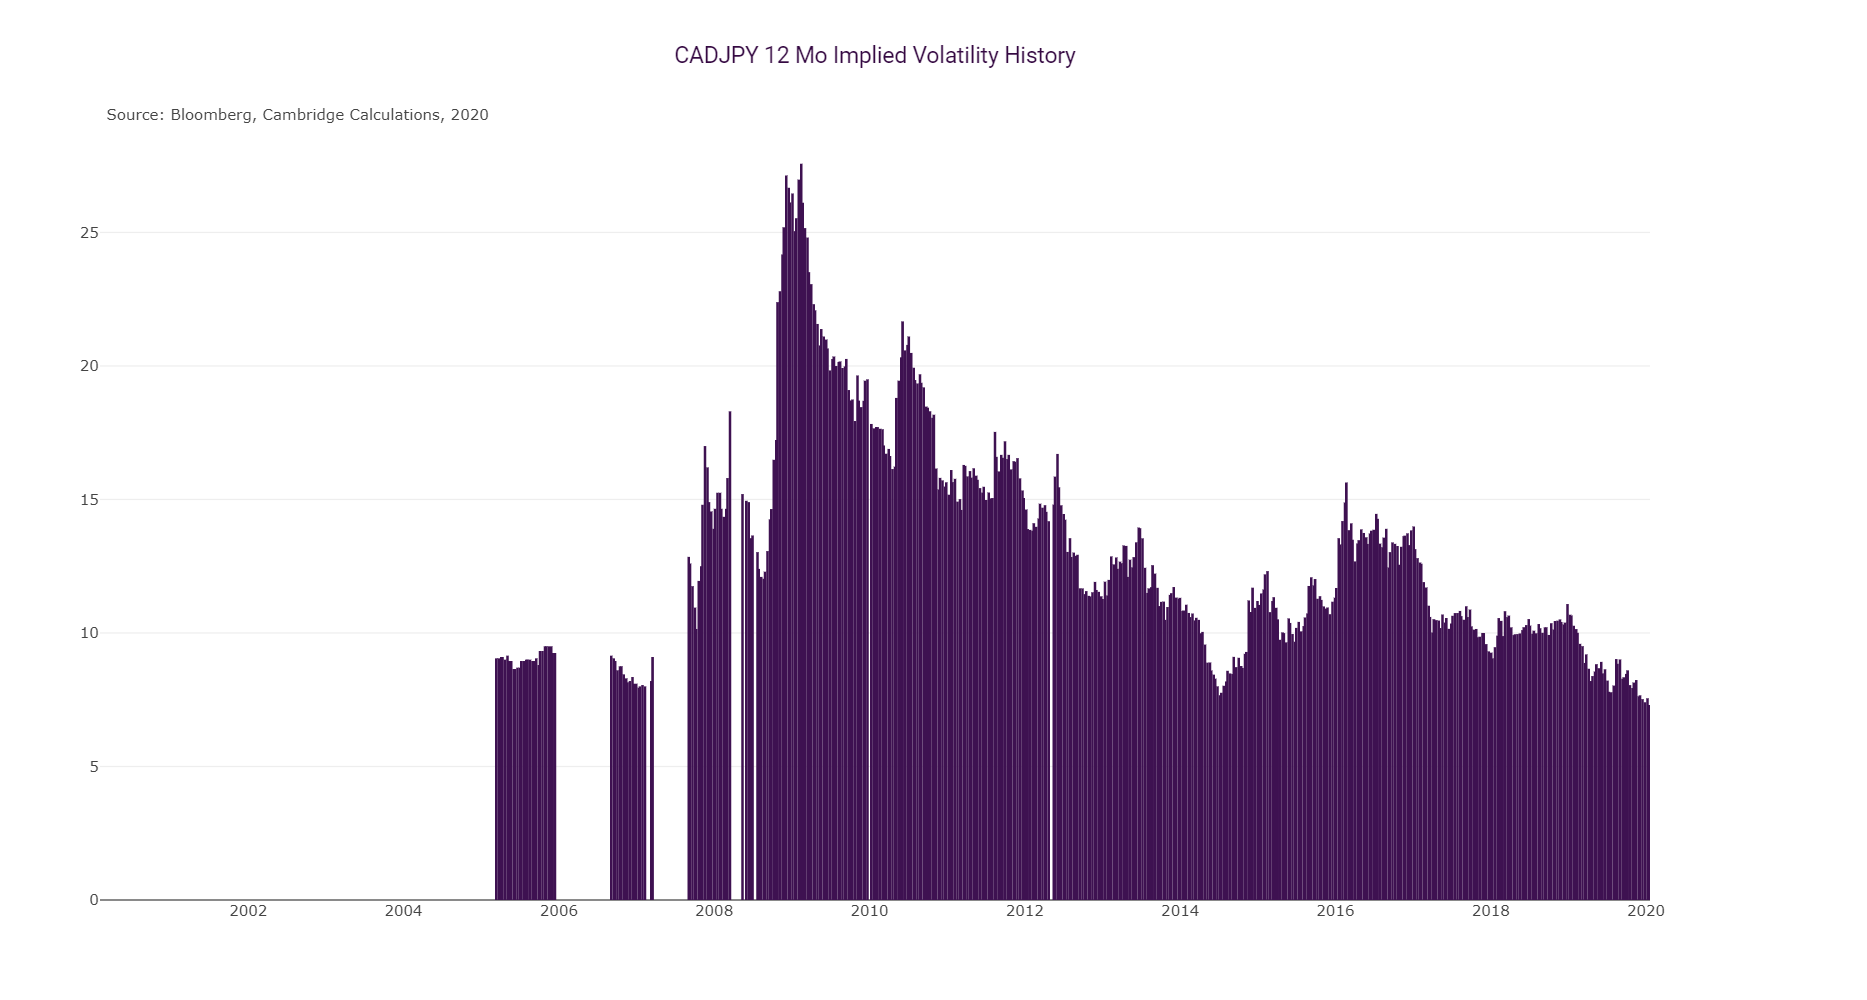 CADJPY 12 Mo Implied Volatility History
Source: Bloomberg, Cambridge Calculations, 2020
25
20
15
10
5
0
2002 2004 2006 2008 2010 2012 2014 2016 2018 2020